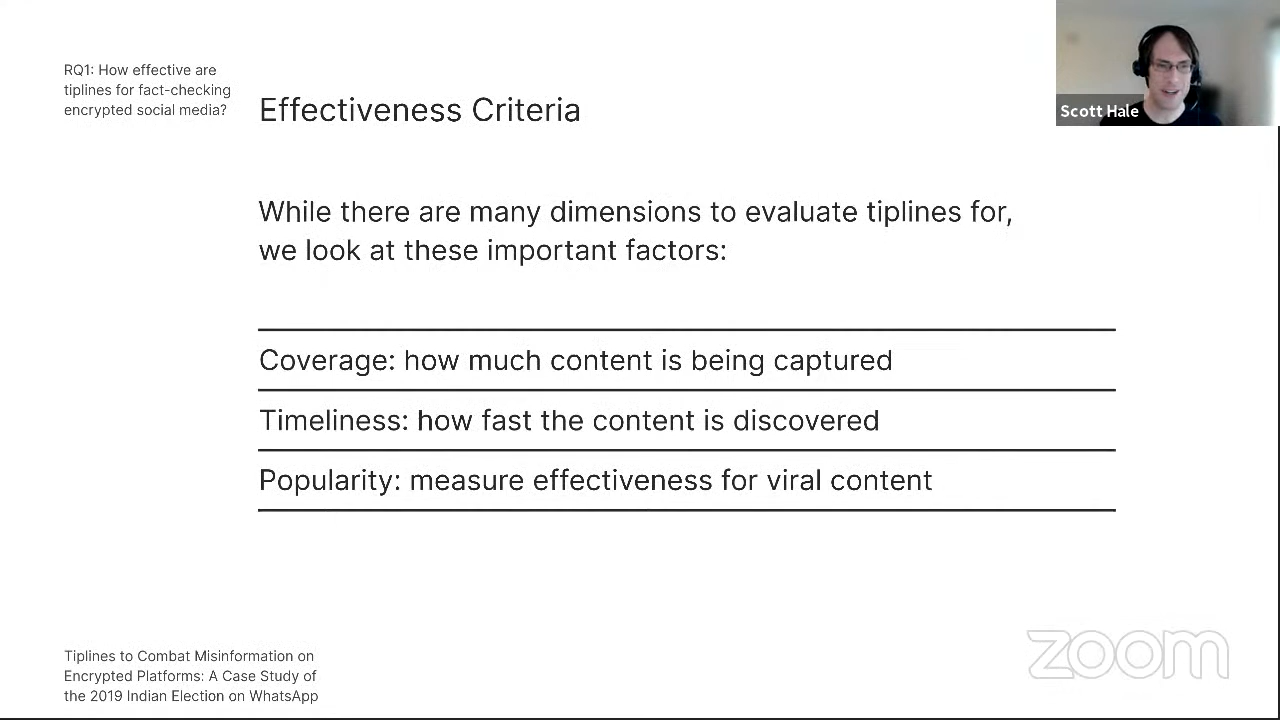 RQ1: How effective are
tiplines for fact-checking
encrypted social media?
Effectiveness Criteria
Scott Hale
While there are many dimensions to evaluate tiplines for,
we look at these important factors:
Coverage: how much content is being captured
Timeliness: how fast the content is discovered
Popularity: measure effectiveness for viral content
Tiplines to Combat Misinformation on
Encrypted Platforms: A Case Study of
the 2019 Indian Election on WhatsApp
zoom